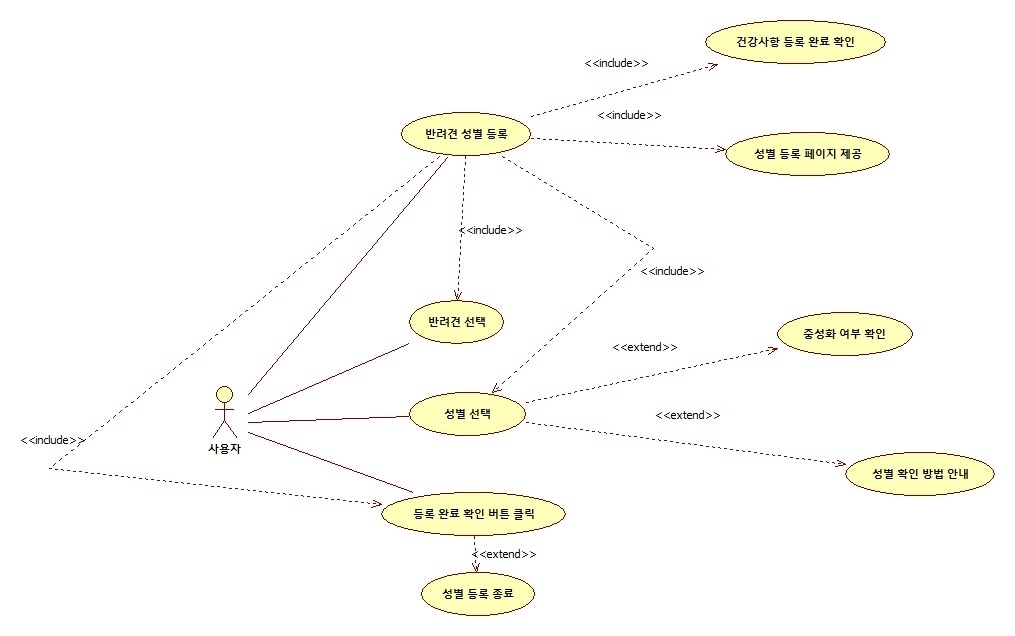 건강사항 등록 완료 확인
<<include>>
<<include>>
반려견 성별 등록
성별 등록 페이지 제공
<<include>>
<<include>>
반려견 선택
중성화 여부 확인
<<extend>>
성별 선택
<<extend>>
<<include>>
사용자
성별 확인 방법 안내
등록 완료 확인 버튼 클릭
<<extend>>
성별 등록 종료